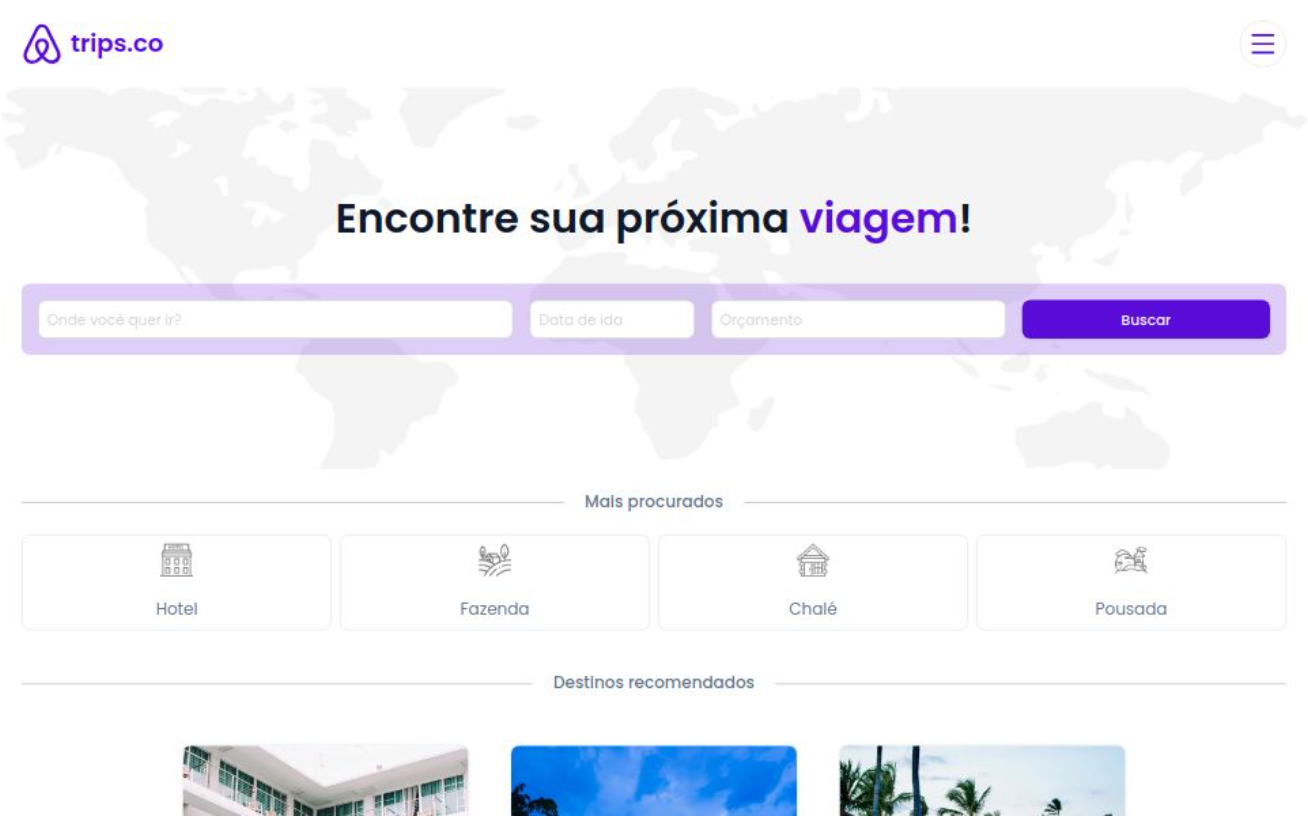 trips.co
Encontre sua próxima viagem!
Onde você quer ir?
Data de ida
Orçamento
Buscar
Mais procurados
Hotel
Fazenda
Chalé
Pousada
Destinos recomendados